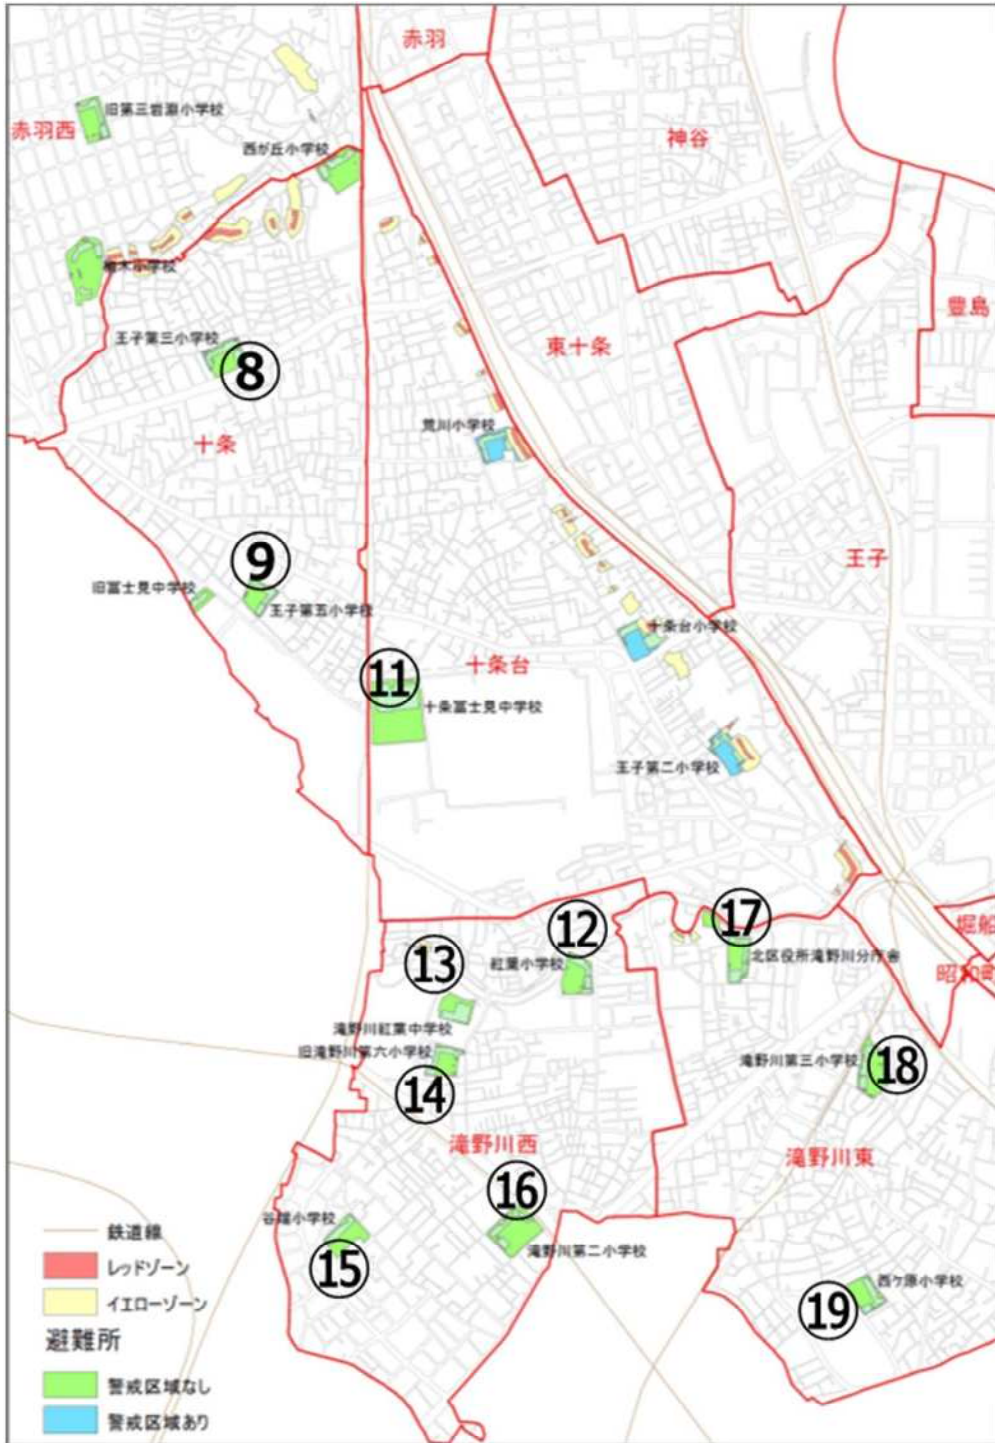 赤羽
旧第三岩淵小学校
赤羽西
神谷
西が丘小学校
王子第三小学校
豊島
東十条
⑧
荒川小学校
十条
⑨
王子
旧富士見中学校
王子第五小学校
十条台小学校
十条台
⑪
十条冨士見中学校
王子第二小学校
⑫
⑰
堀船
紅葉小学校
北区役所滝野川分庁舎
⑬
昭和町
滝野川紅葉中学校
旧滝野川第六小学校
滝野川第三小学校
⑱
⑭
滝野川西
滝野川東
⑯
谷端小学校
滝野川第二小学校
⑮
西ケ原小学校
⑲
鉄道線
レッドゾーン
イエローゾーン
避難所
警戒区域なし
警戒区域あり